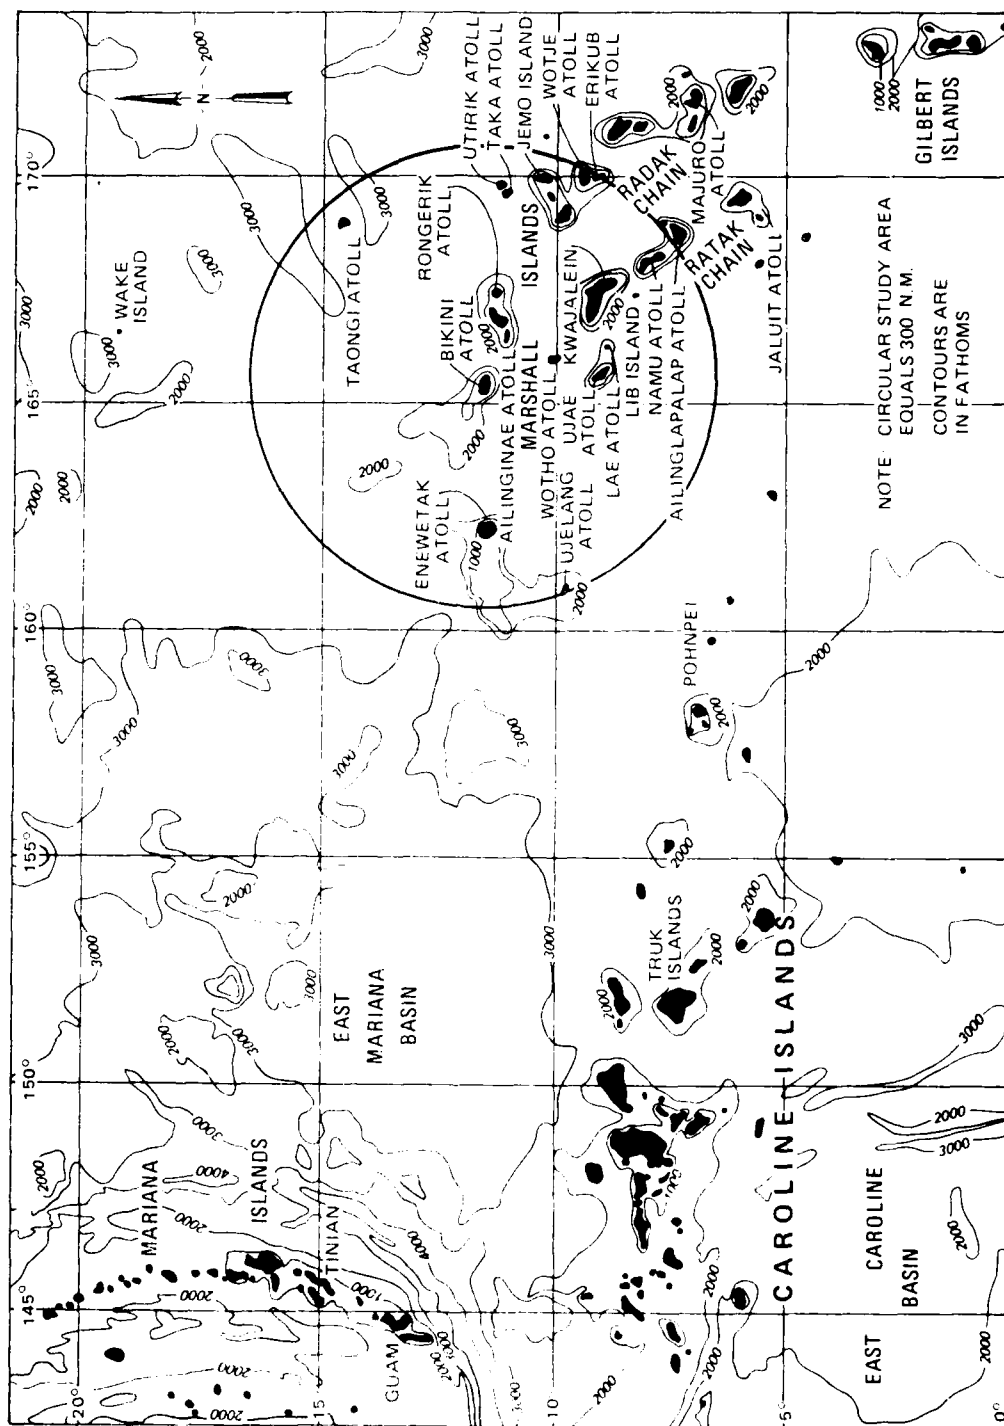 145°
150°
155°
160°
165°
170°
20°
15
10
5°
0°
N
MARIANA
ISLANDS
TINIAN
GUAM
EAST
MARIANA
BASIN
WAKE
ISLAND
TAONGI ATOLL
ENEWETAK
ATOLL
BIKINI
ATOLL
RONGERIK
ATOLL
UTIRIK ATOLL
TAKA ATOLL
JEMO ISLAND
WOTJE
ATOLL
ERIKUB
ATOLL
AILINGINAE ATOLL
MARSHALL
ISLANDS
WOTHO ATOLL
UJELANG
ATOLL
UJAE
ATOLL
KWAJALEIN
LAE ATOLL
LIB ISLAND
NAMU ATOLL
AILINGLAPALAP ATOLL
RADAK
CHAIN
RATAK
CHAIN
MAJURO
ATOLL
JALUIT ATOLL
TRUK
ISLANDS
POHNPEI
CAROLINE ISLANDS
EAST CAROLINE
BASIN
GILBERT
ISLANDS
NOTE: CIRCULAR STUDY AREA
EQUALS 300 N.M.
CONTOURS ARE
IN FATHOMS
1000
2000
3000
4000